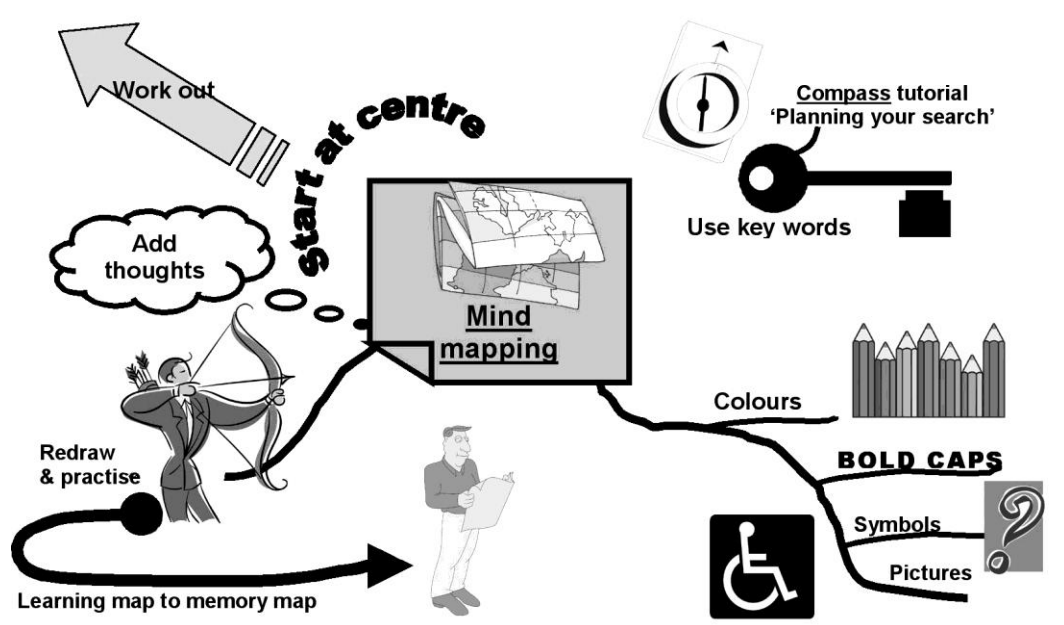 Work out
Start at centre
Compass tutorial
‘Planning your search’
Use key words
Add
thoughts
Mind
mapping
Colours
BOLD CAPS
Symbols
Pictures
Redraw
& practise
Learning map to memory map